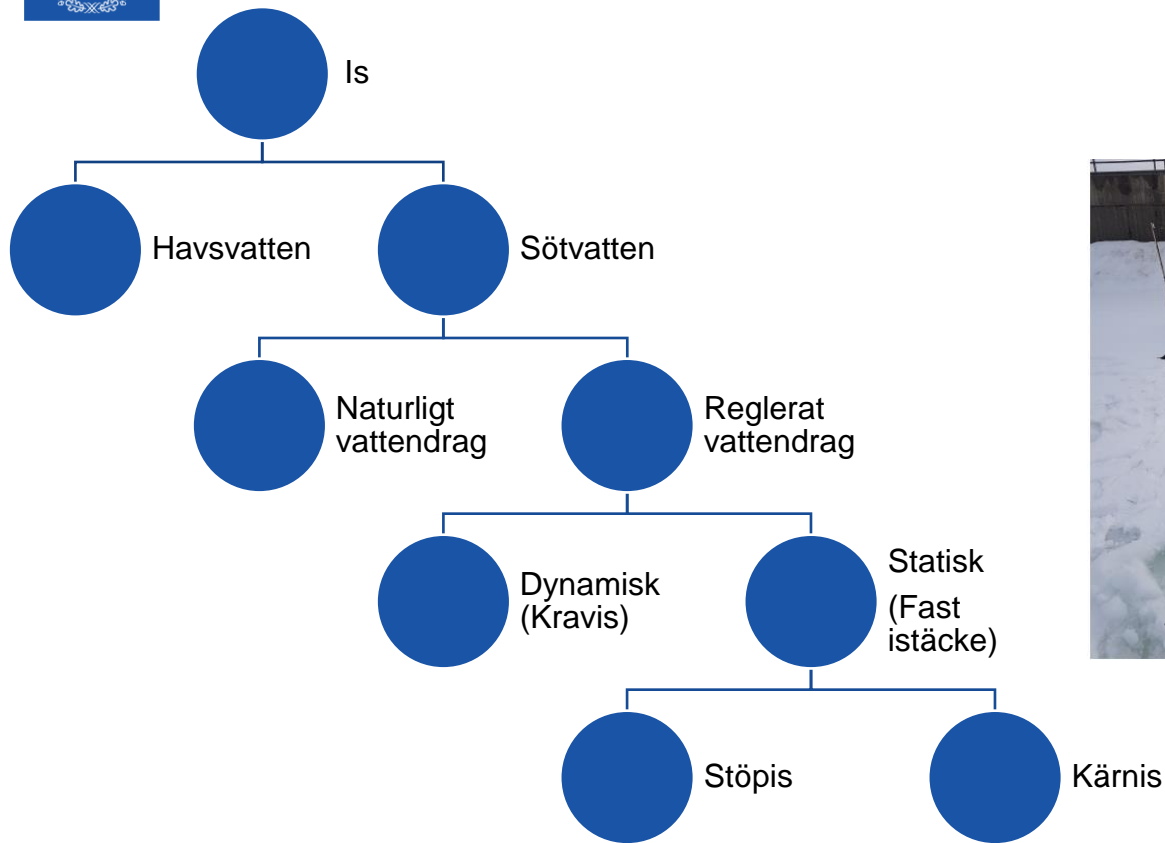 Is
Havsvatten
Sötvatten
Naturligt
vattendrag
Reglerat
vattendrag
Dynamisk
(Kravis)
Statisk
(Fast
istäcke)
Stöpis
Kärnis